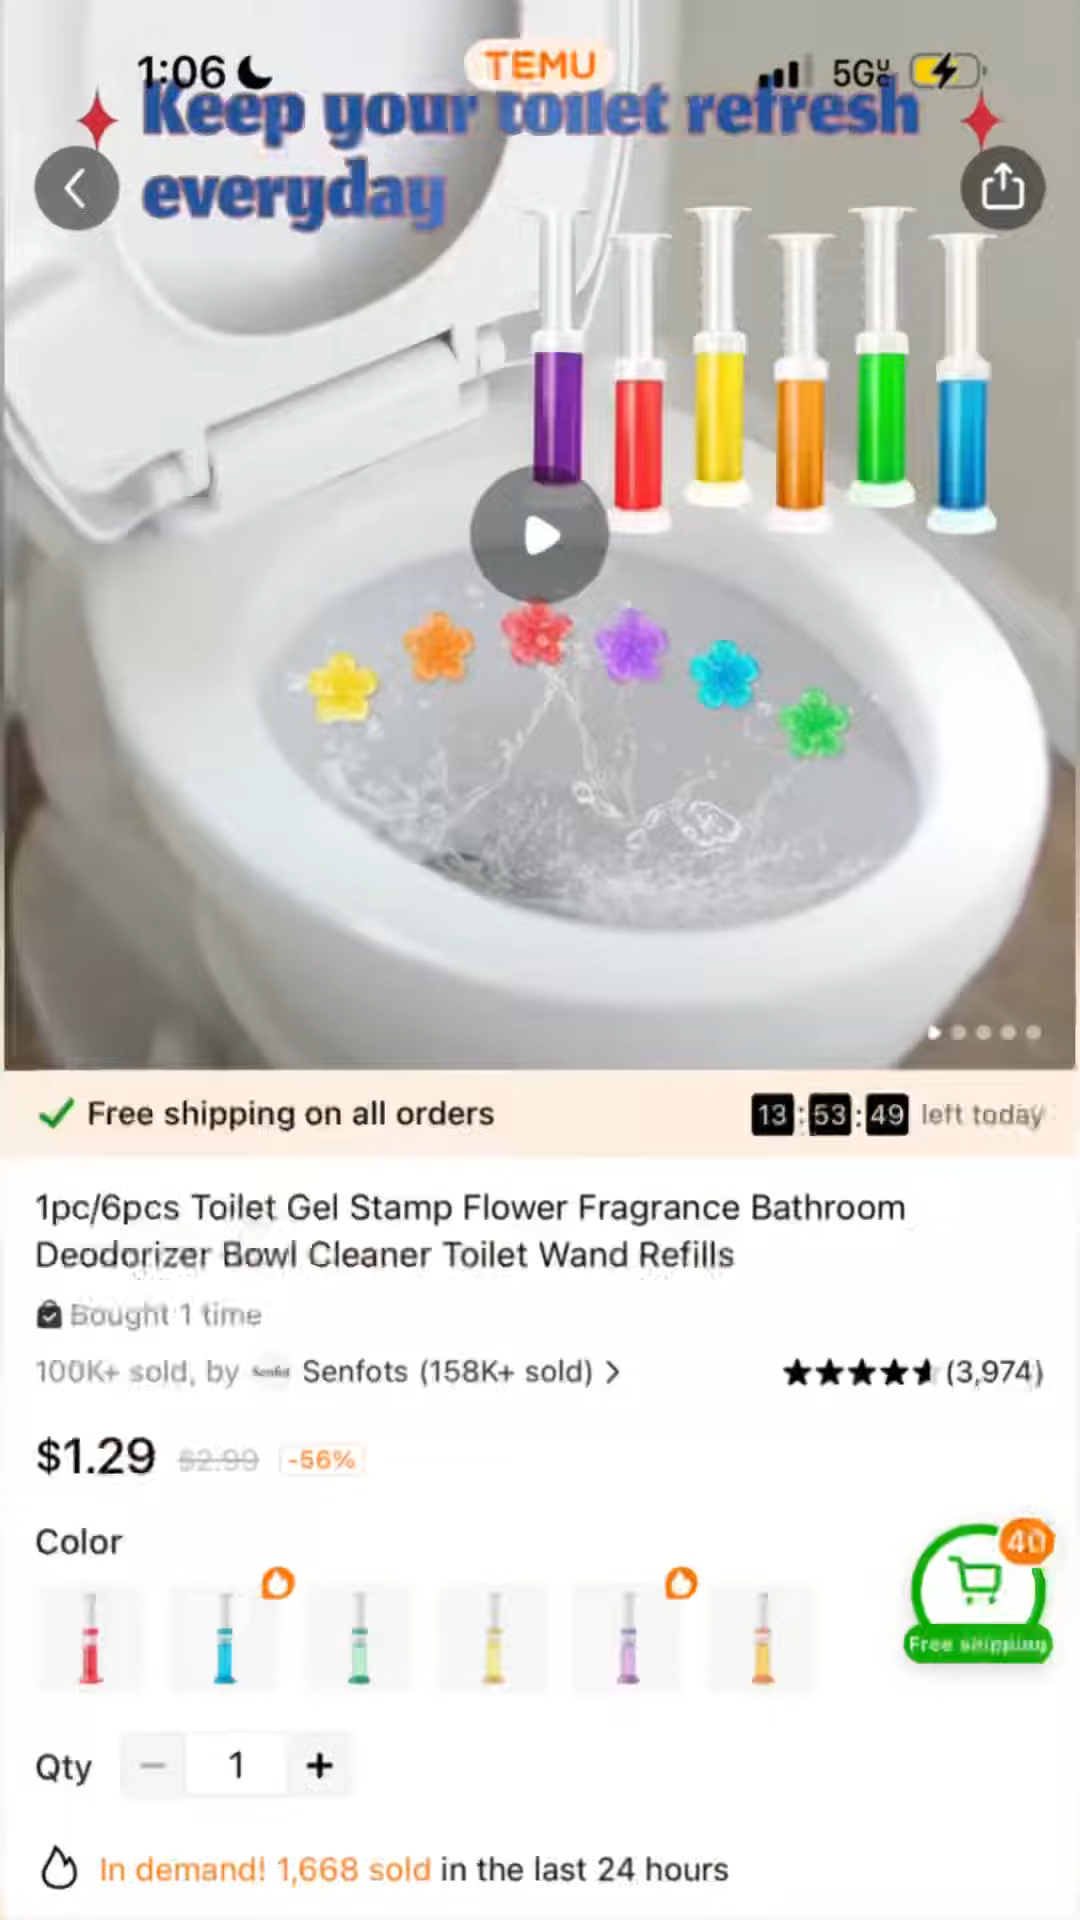 1:06
TEMU
5GUC
Keep your toilet refresh
everyday
Free shipping on all orders
13:53:49 left today
1pc/6pcs Toilet Gel Stamp Flower Fragrance Bathroom
Deodorizer Bowl Cleaner Toilet Wand Refills
Bought 1 time
100K+ sold, by Senfots Senfots (158K+ sold) > (3,974)
$1.29 $2.99 -56%
Color
40
Free shipping
Qty − 1 +
In demand! 1,668 sold in the last 24 hours